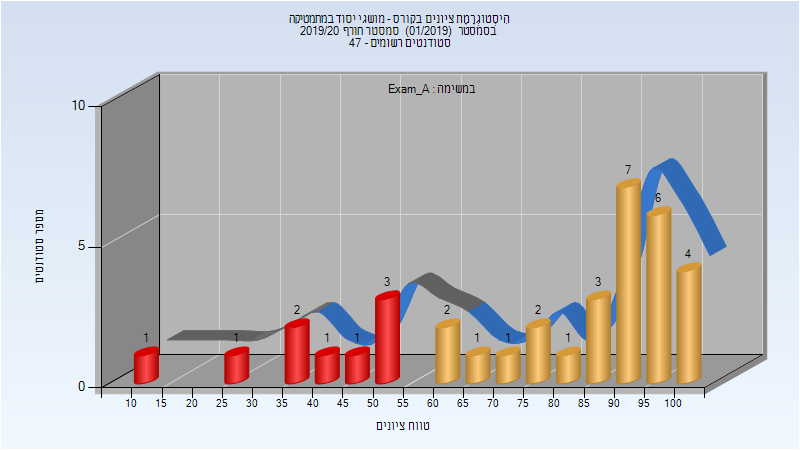 היסטוגרמת ציונים בקורס - מושגי יסוד במתמטיקה
בסמסטר (01/2019) סמסטר חורף 2019/20
סטודנטים רשומים - 47
במשימה : Exam_A
10
5
0
מספר סטודנטים
1 1 2 1 1 3 2 1 1 2 1 3 7 6 4
10 15 20 25 30 35 40 45 50 55 60 65 70 75 80 85 90 95 100
טווח ציונים